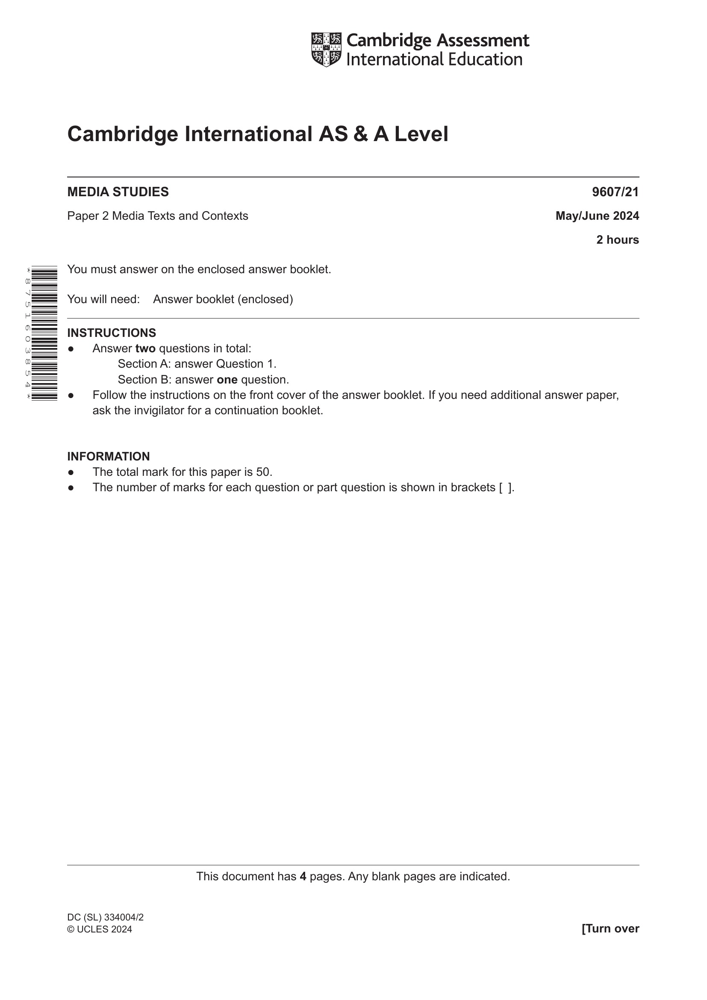 Cambridge Assessment
International Education
Cambridge International AS & A Level
MEDIA STUDIES 9607/21
Paper 2 Media Texts and Contexts May/June 2024
2 hours
*8751603854*
You must answer on the enclosed answer booklet.
You will need: Answer booklet (enclosed)
INSTRUCTIONS
● Answer two questions in total:
Section A: answer Question 1.
Section B: answer one question.
● Follow the instructions on the front cover of the answer booklet. If you need additional answer paper,
ask the invigilator for a continuation booklet.
INFORMATION
● The total mark for this paper is 50.
● The number of marks for each question or part question is shown in brackets [ ].
This document has 4 pages. Any blank pages are indicated.
DC (SL) 334004/2
© UCLES 2024
[Turn over